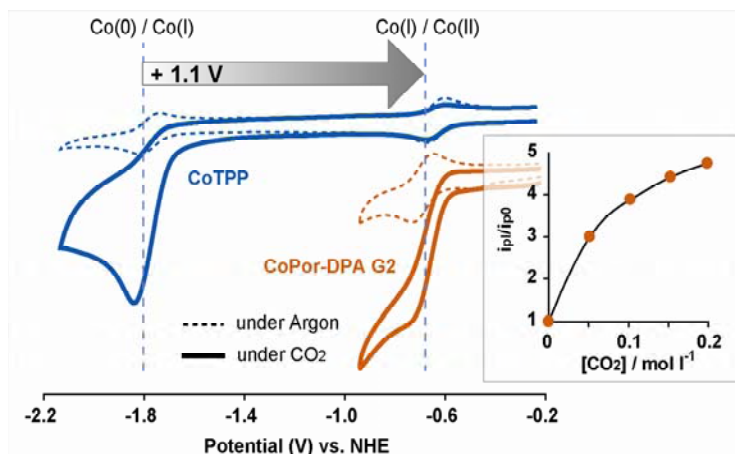 Co(0) / Co(I)
Co(I) / Co(II)
+ 1.1 V
CoTPP
CoPor-DPA G2
under Argon
under CO2
5
4
3
2
1
ipl/ip0
0
0.1
0.2
[CO2] / mol l-1
-2.2
-1.8
-1.4
-1.0
-0.6
-0.2
Potential (V) vs. NHE